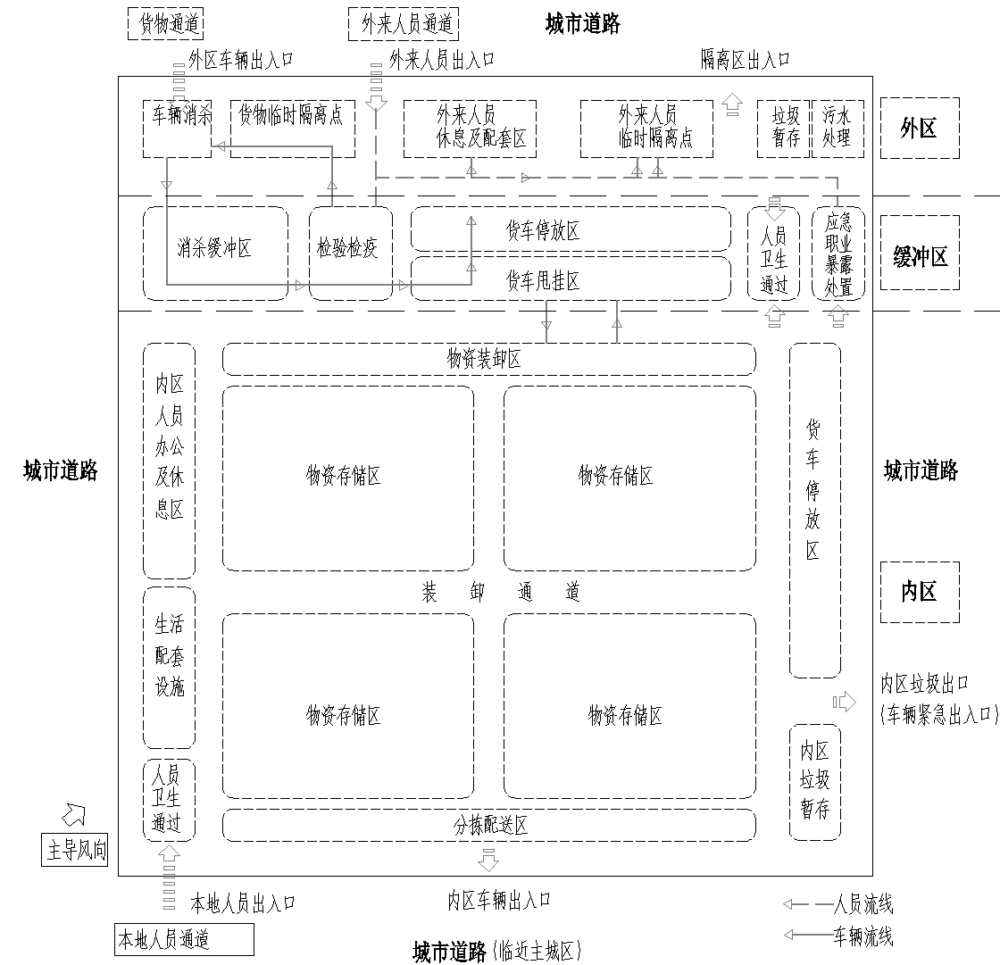 货物通道
外来人员通道
城市道路
外区车辆出入口
外来人员出入口
隔离区出入口
车辆消杀
货物临时隔离点
外来人员
休息及配套区
外来人员
临时隔离点
垃圾
暂存
污水
处理
外区
消杀缓冲区
检验检疫
货车停放区
货车甩挂区
人员
卫生
通过
应急
职业
暴露
处置
缓冲区
物资装卸区
内区
人员
办公
及休
息区
物资存储区
物资存储区
货
车
停
放
区
城市道路
城市道路
装卸通道
内区
生活
配套
设施
物资存储区
物资存储区
内区垃圾出口
(车辆紧急出入口)
内区
垃圾
暂存
人员
卫生
通过
分拣配送区
主导风向
本地人员出入口
内区车辆出入口
人员流线
本地人员通道
车辆流线
城市道路(临近主城区)